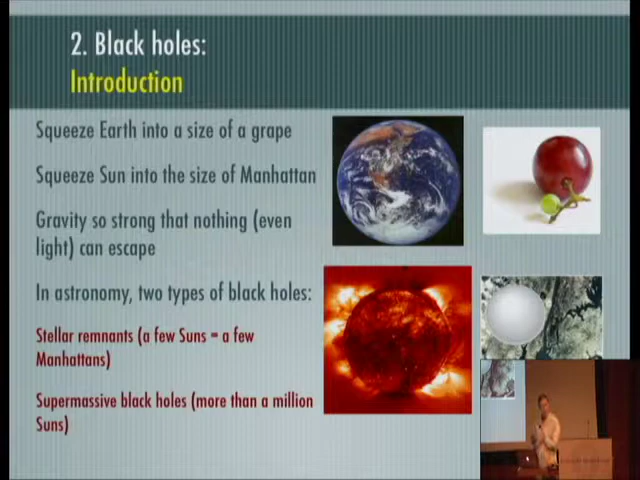 2. Black holes:
Introduction
Squeeze Earth into a size of a grape
Squeeze Sun into the size of Manhattan
Gravity so strong that nothing (even
light) can escape
In astronomy, two types of black holes:
Stellar remnants (a few Suns = a few
Manhattans)
Supermassive black holes (more than a million
Suns)